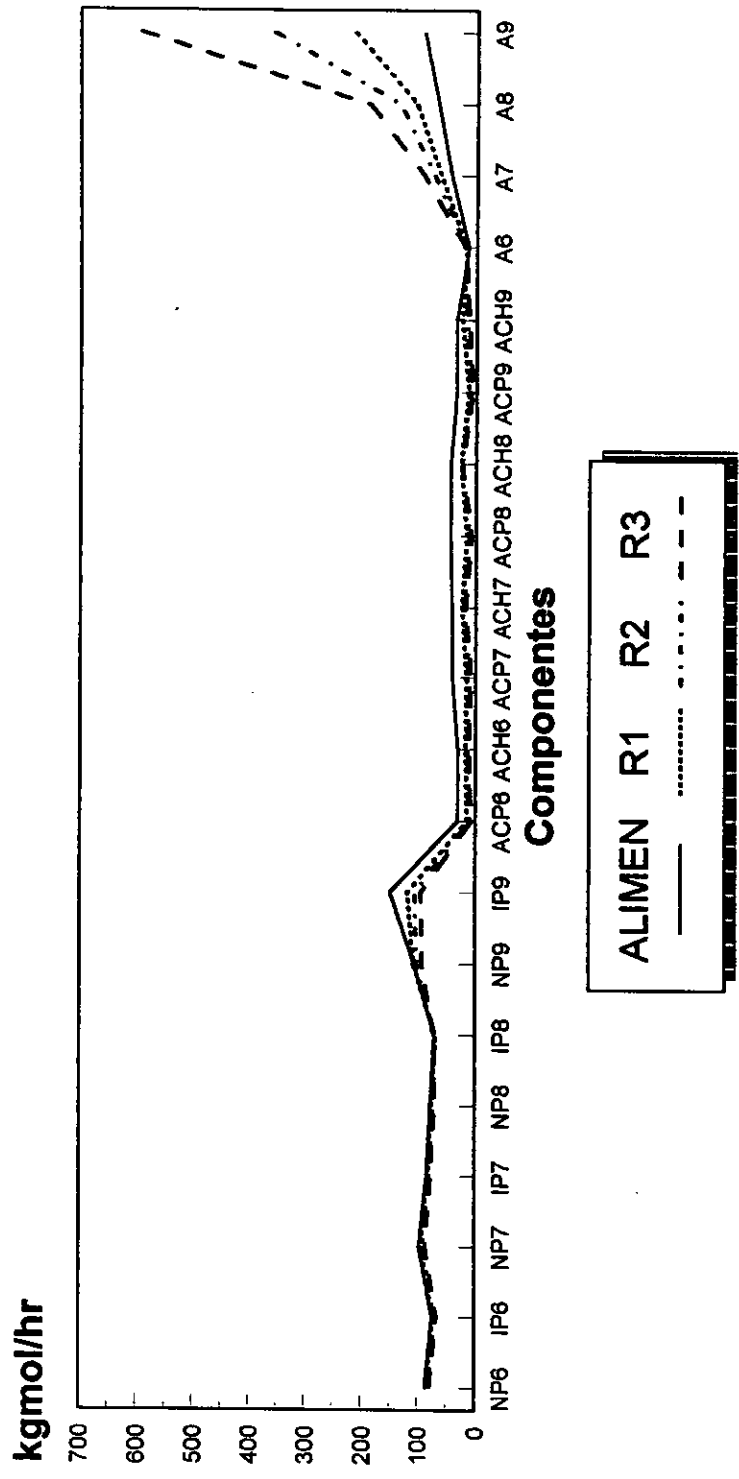 kgmol/hr
700
600
500
400
300
200
100
0
NP6 IP6 NP7 IP7 NP8 IP8 NP9 IP9 ACP6 ACH6 ACP7 ACH7 ACP8 ACH8 ACP9 ACH9 A6 A7 A8 A9
Componentes
ALIMEN R1 R2 R3